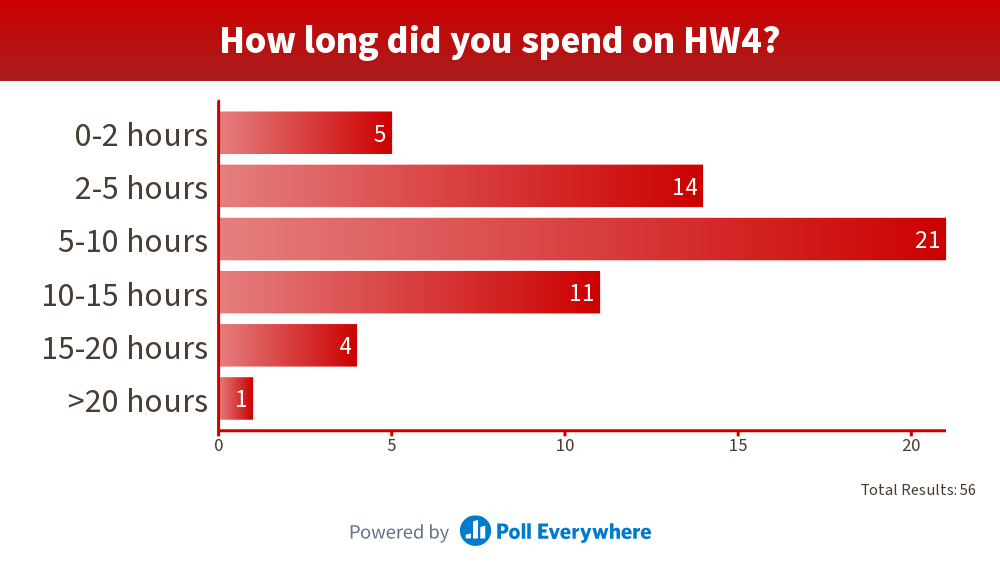 How long did you spend on HW4?
0-2 hours
5
2-5 hours
14
5-10 hours
21
10-15 hours
11
15-20 hours
4
>20 hours
1
0 5 10 15 20
Total Results: 56
Powered by Poll Everywhere